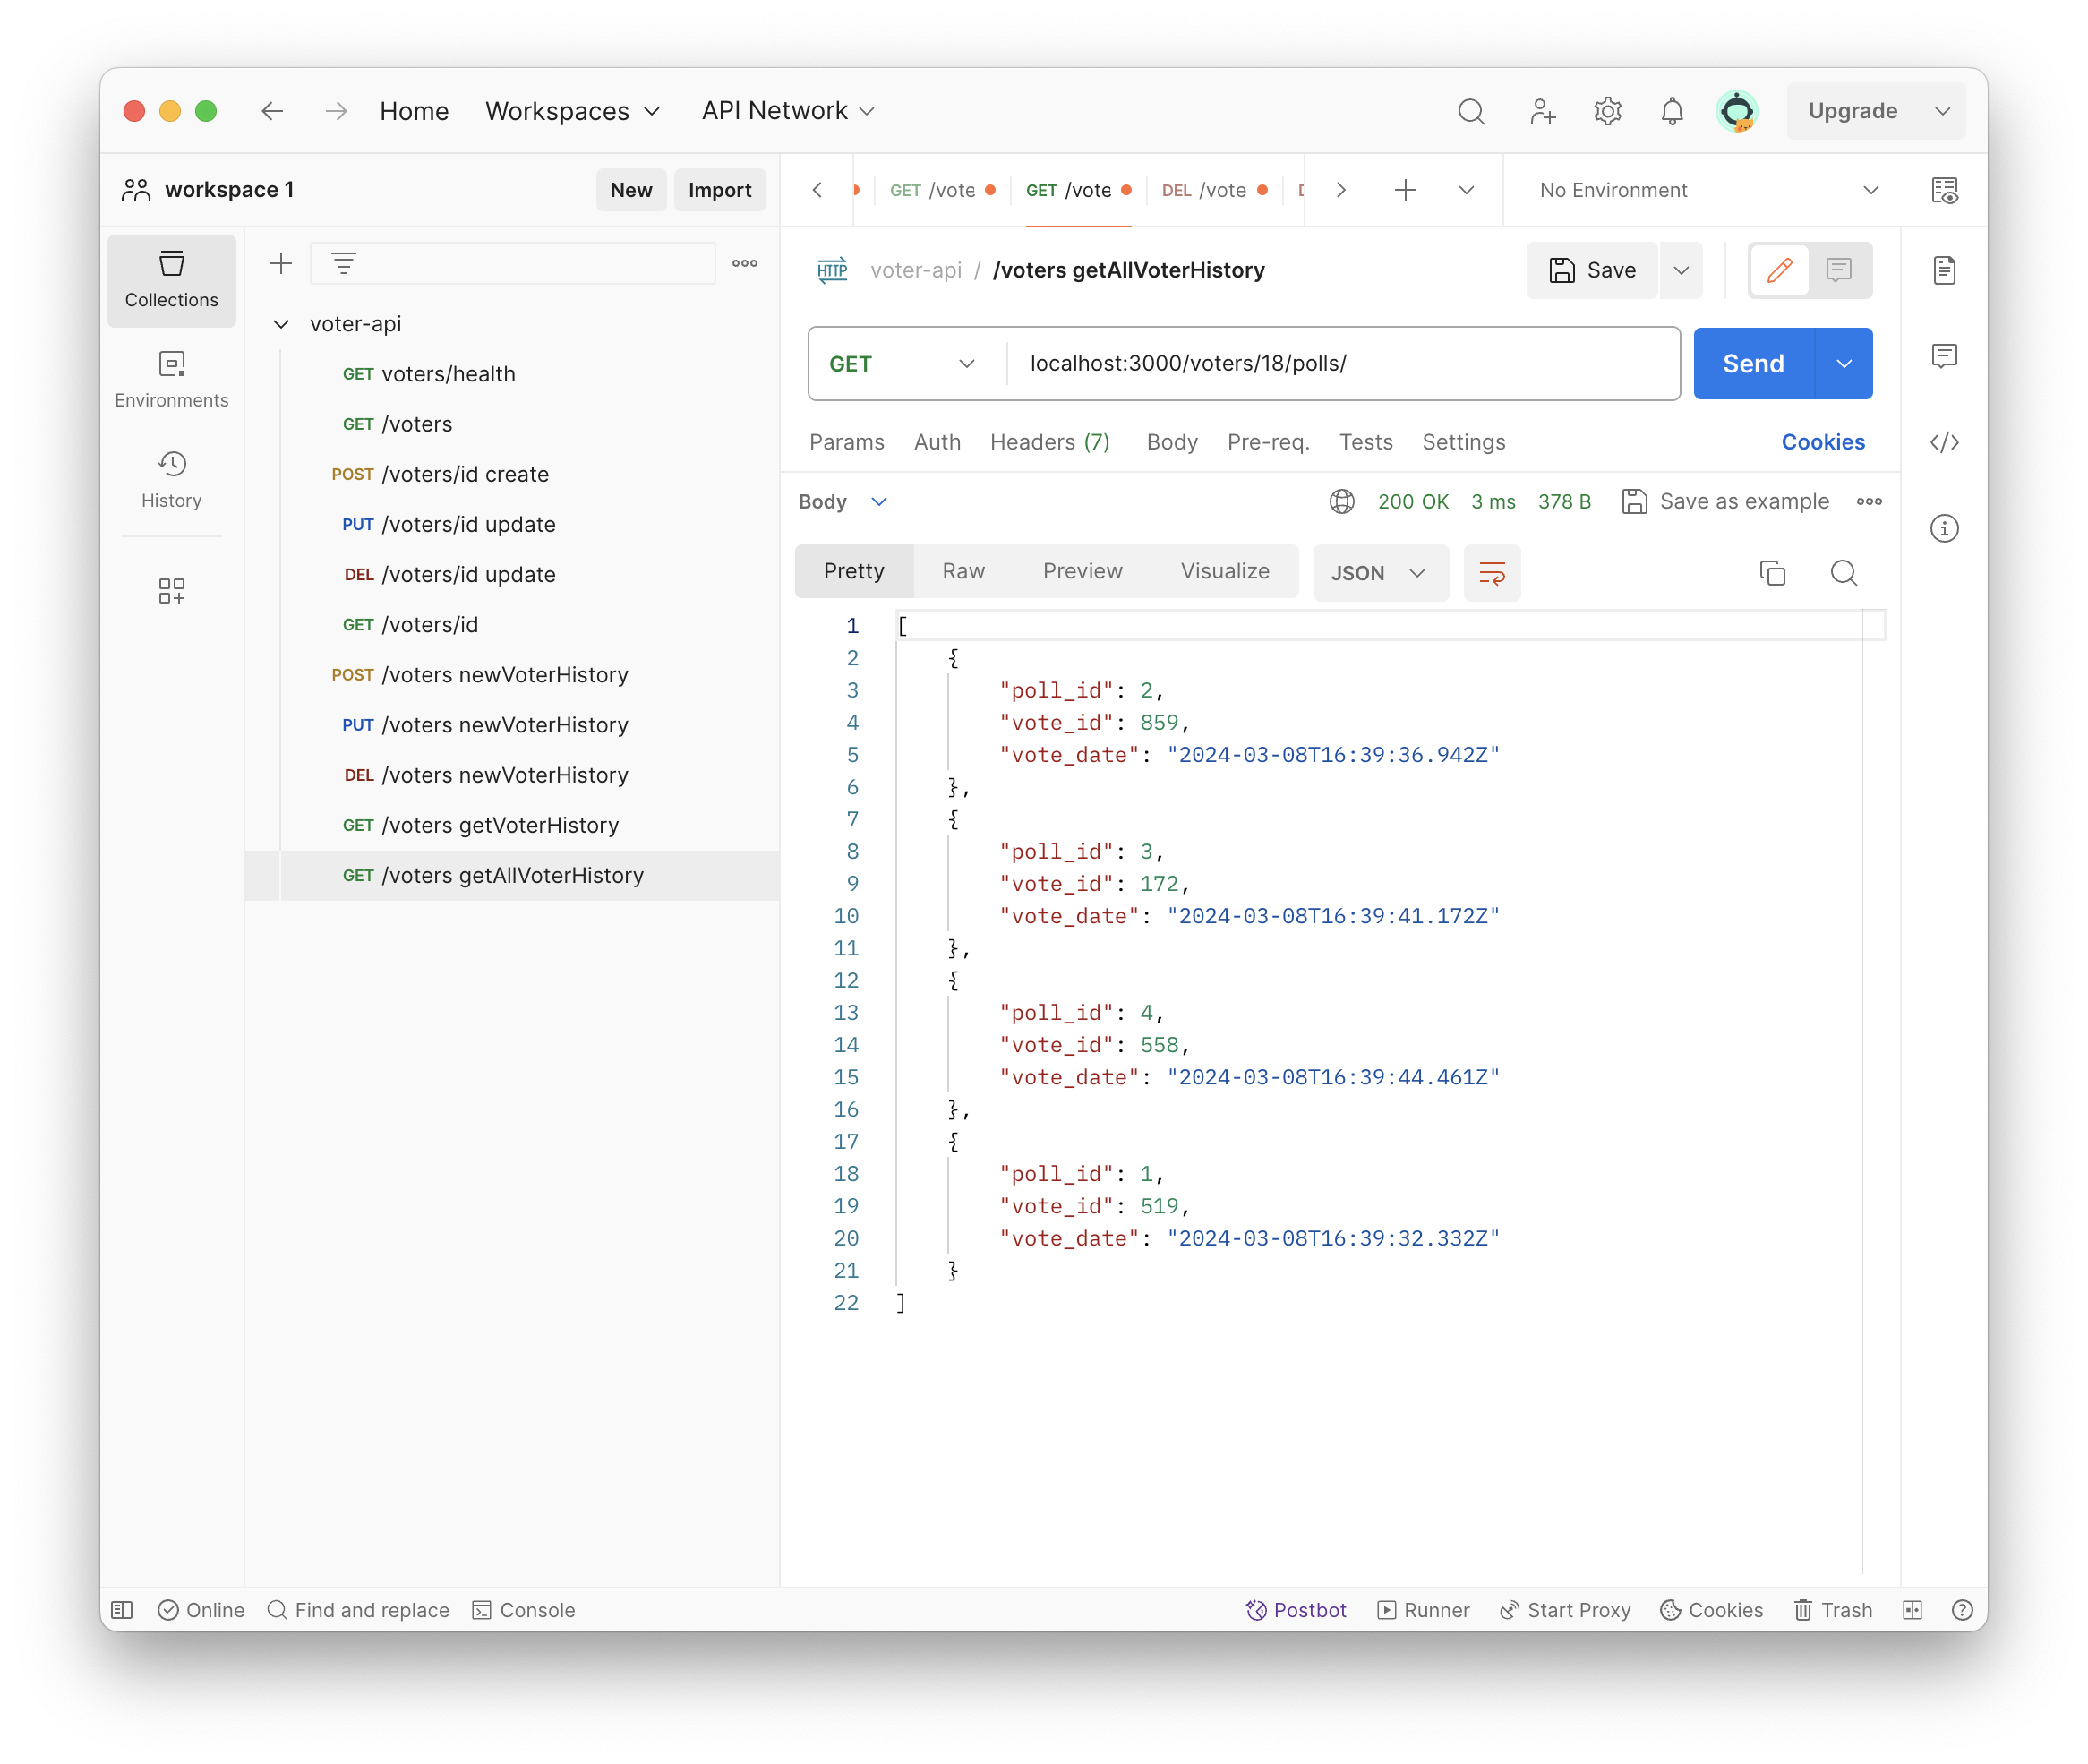 Home Workspaces API Network Upgrade
workspace 1 New Import
GET /vote GET /vote DEL /vote No Environment
Collections
Environments
History
voter-api
GET voters/health
GET /voters
POST /voters/id create
PUT /voters/id update
DEL /voters/id update
GET /voters/id
POST /voters newVoterHistory
PUT /voters newVoterHistory
DEL /voters newVoterHistory
GET /voters getVoterHistory
GET /voters getAllVoterHistory
HTTP voter-api / /voters getAllVoterHistory Save
GET localhost:3000/voters/18/polls/ Send
Params Auth Headers (7) Body Pre-req. Tests Settings Cookies
Body 200 OK 3 ms 378 B Save as example
Pretty Raw Preview Visualize JSON
1 [
2 {
3 "poll_id": 2,
4 "vote_id": 859,
5 "vote_date": "2024-03-08T16:39:36.942Z"
6 },
7 {
8 "poll_id": 3,
9 "vote_id": 172,
10 "vote_date": "2024-03-08T16:39:41.172Z"
11 },
12 {
13 "poll_id": 4,
14 "vote_id": 558,
15 "vote_date": "2024-03-08T16:39:44.461Z"
16 },
17 {
18 "poll_id": 1,
19 "vote_id": 519,
20 "vote_date": "2024-03-08T16:39:32.332Z"
21 }
22 ]
Online Find and replace Console Postbot Runner Start Proxy Cookies Trash